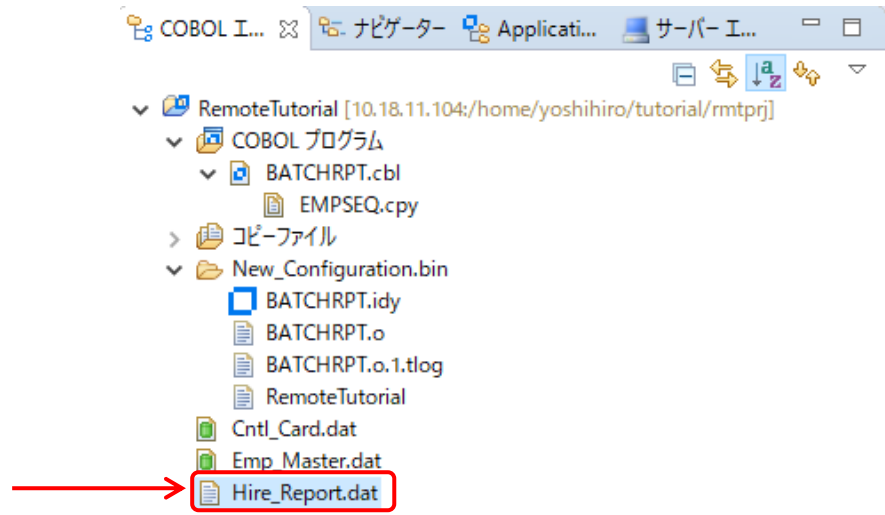 COBOL エ... ナビゲーター Applicati... サーバー エ...
RemoteTutorial [10.18.11.104:/home/yoshihiro/tutorial/rmtprj]
COBOL プログラム
BATCHRPT.cbl
EMPSEQ.cpy
コピーファイル
New_Configuration.bin
BATCHRPT.idy
BATCHRPT.o
BATCHRPT.o.1.tlog
RemoteTutorial
Cntl_Card.dat
Emp_Master.dat
Hire_Report.dat